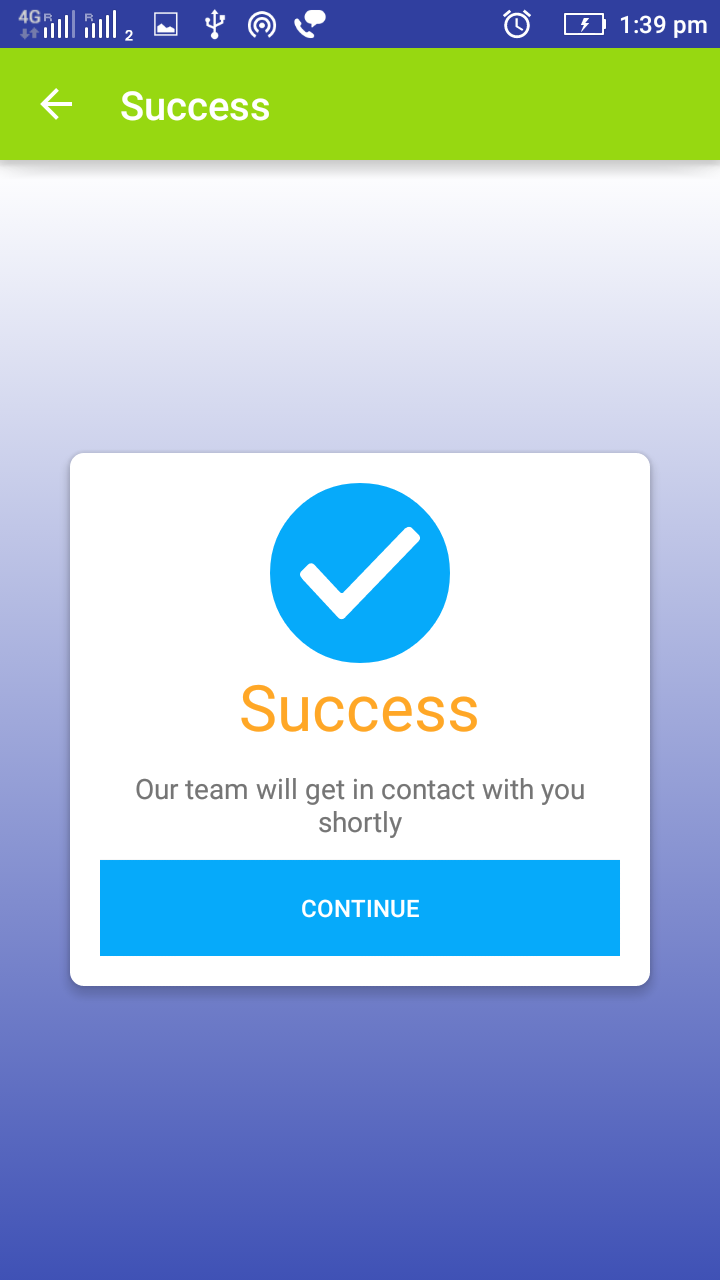 4G R R 2 1:39 pm
Success
Success
Our team will get in contact with you
shortly
CONTINUE